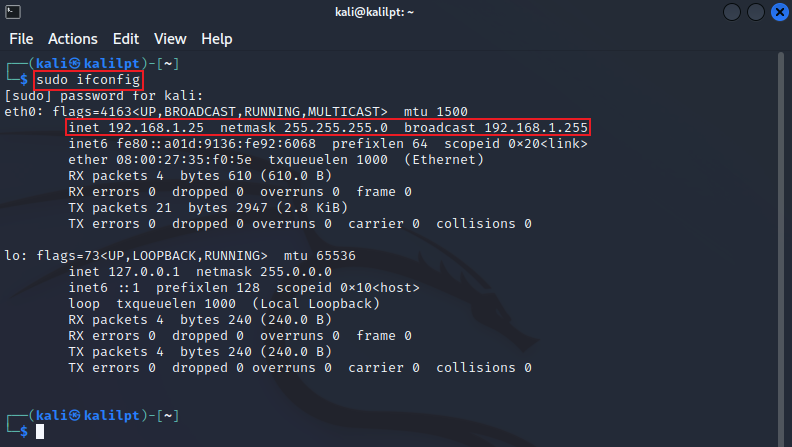 kali@kalilpt: ~
File Actions Edit View Help
┌──(kali㉿kalilpt)-[~]
└─$ sudo ifconfig
[sudo] password for kali:
eth0: flags=4163<UP,BROADCAST,RUNNING,MULTICAST>  mtu 1500
        inet 192.168.1.25  netmask 255.255.255.0  broadcast 192.168.1.255
        inet6 fe80::a01d:9136:fe92:6068  prefixlen 64  scopeid 0×20<link>
        ether 08:00:27:35:f0:5e  txqueuelen 1000  (Ethernet)
        RX packets 4  bytes 610 (610.0 B)
        RX errors 0  dropped 0  overruns 0  frame 0
        TX packets 21  bytes 2947 (2.8 KiB)
        TX errors 0  dropped 0 overruns 0  carrier 0  collisions 0
lo: flags=73<UP,LOOPBACK,RUNNING>  mtu 65536
        inet 127.0.0.1  netmask 255.0.0.0
        inet6 ::1  prefixlen 128  scopeid 0×10<host>
        loop  txqueuelen 1000  (Local Loopback)
        RX packets 4  bytes 240 (240.0 B)
        RX errors 0  dropped 0  overruns 0  frame 0
        TX packets 4  bytes 240 (240.0 B)
        TX errors 0  dropped 0 overruns 0  carrier 0  collisions 0
┌──(kali㉿kalilpt)-[~]
└─$